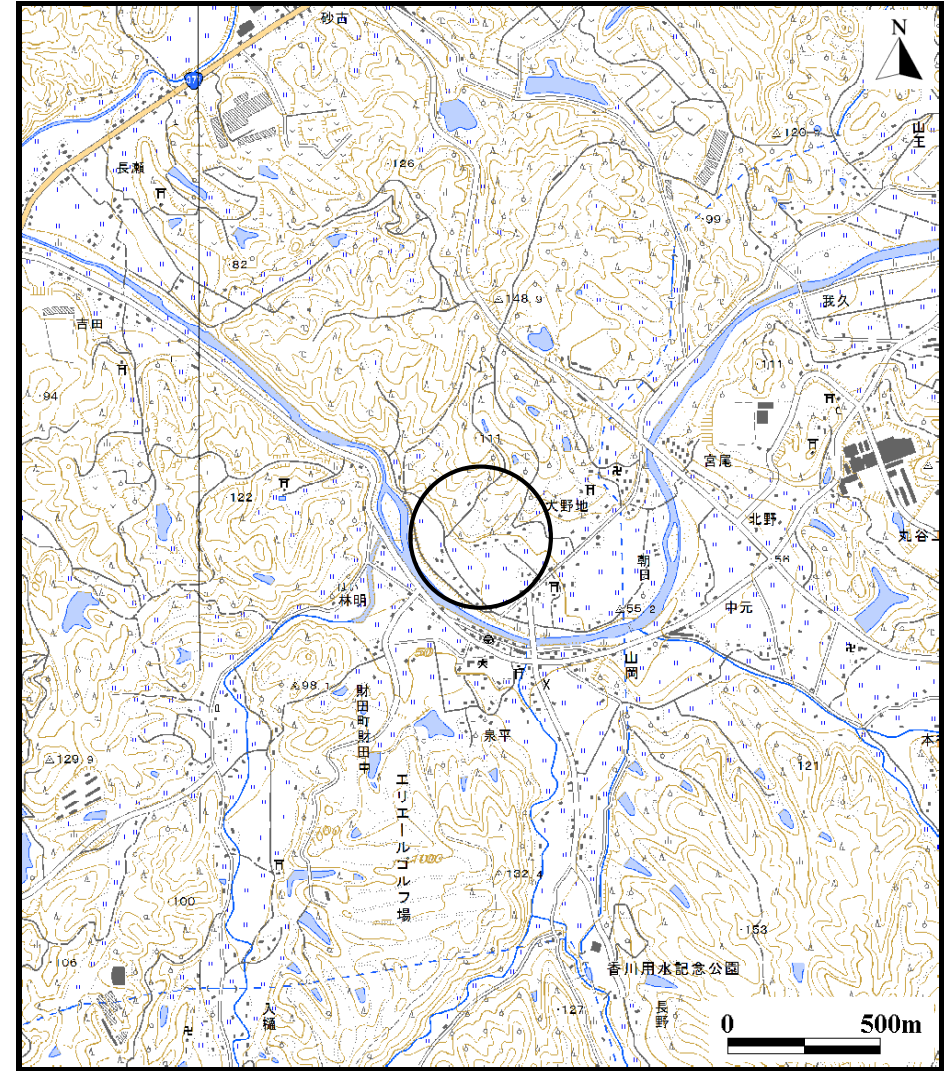 砂古
N
120.9
山王
長瀬
126
99
82
我久
148.9
吉田
111
94
111
宮尾
122
大野地
北野
丸谷
56
朝日
林明
55.2
中元
50
山岡
98.1
財田町財田中
泉平
129.9
121
エリエールゴルフ場
100
132.4
100
153
106
香川用水記念公園
入樋
127
長野
0 500m